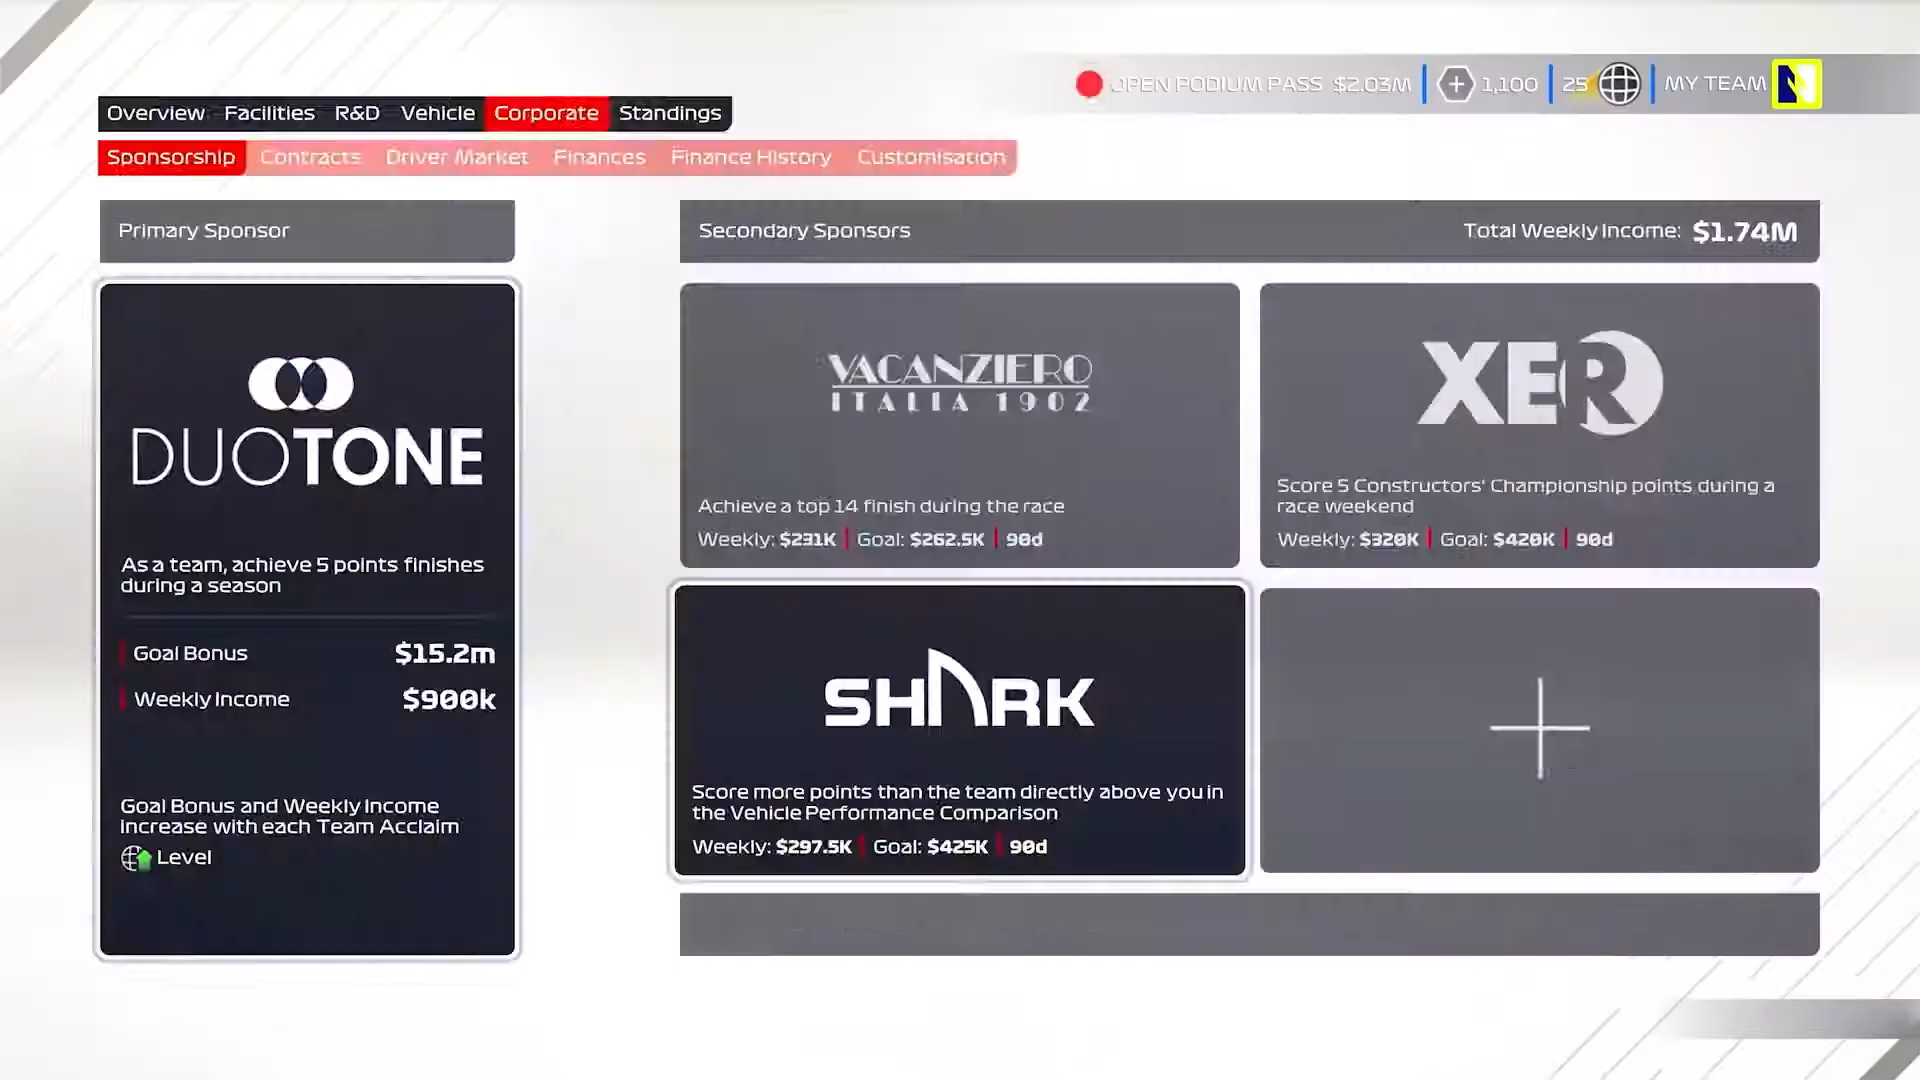 OPEN PODIUM PASS $2.03M 1,100 25 MY TEAM
Overview Facilities R&D Vehicle Corporate Standings
Sponsorship Contracts Driver Market Finances Finance History Customisation
Primary Sponsor
DUOTONE
As a team, achieve 5 points finishes
during a season
Goal Bonus $15.2m
Weekly Income $900k
Goal Bonus and Weekly Income
increase with each Team Acclaim
Level
Secondary Sponsors Total Weekly Income: $1.74M
VACANZIERO
ITALIA 1902
Achieve a top 14 finish during the race
Weekly: $231K Goal: $262.5K 90d
XER
Score 5 Constructors' Championship points during a
race weekend
Weekly: $320K Goal: $420K 90d
SHARK
Score more points than the team directly above you in
the Vehicle Performance Comparison
Weekly: $297.5K Goal: $425K 90d